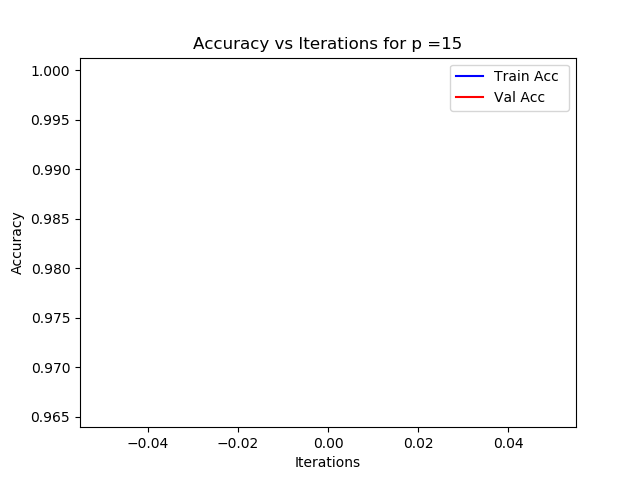 Accuracy vs Iterations for p =15
Train Acc
Val Acc
1.000
0.995
0.990
0.985
0.980
0.975
0.970
0.965
Accuracy
−0.04
−0.02
0.00
0.02
0.04
Iterations